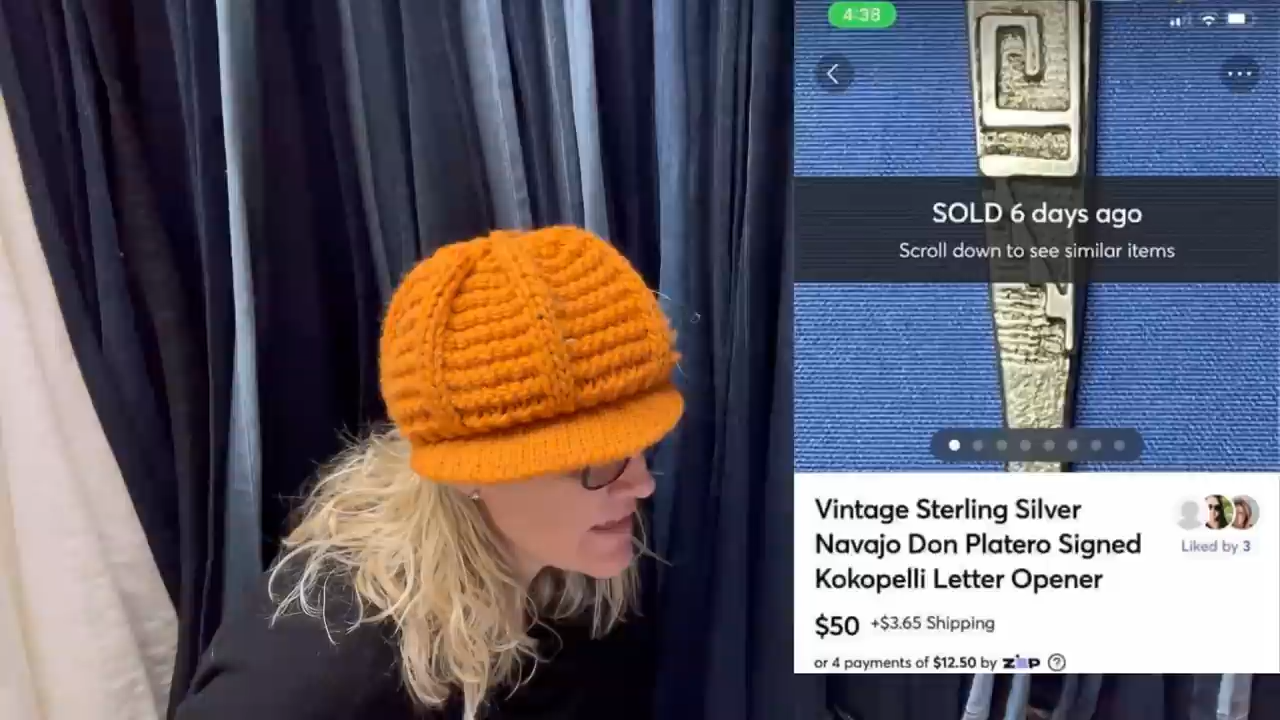 4:38
SOLD 6 days ago
Scroll down to see similar items
Vintage Sterling Silver
Navajo Don Platero Signed
Kokopelli Letter Opener
Liked by 3
$50 +$3.65 Shipping
or 4 payments of $12.50 by ZIP ?